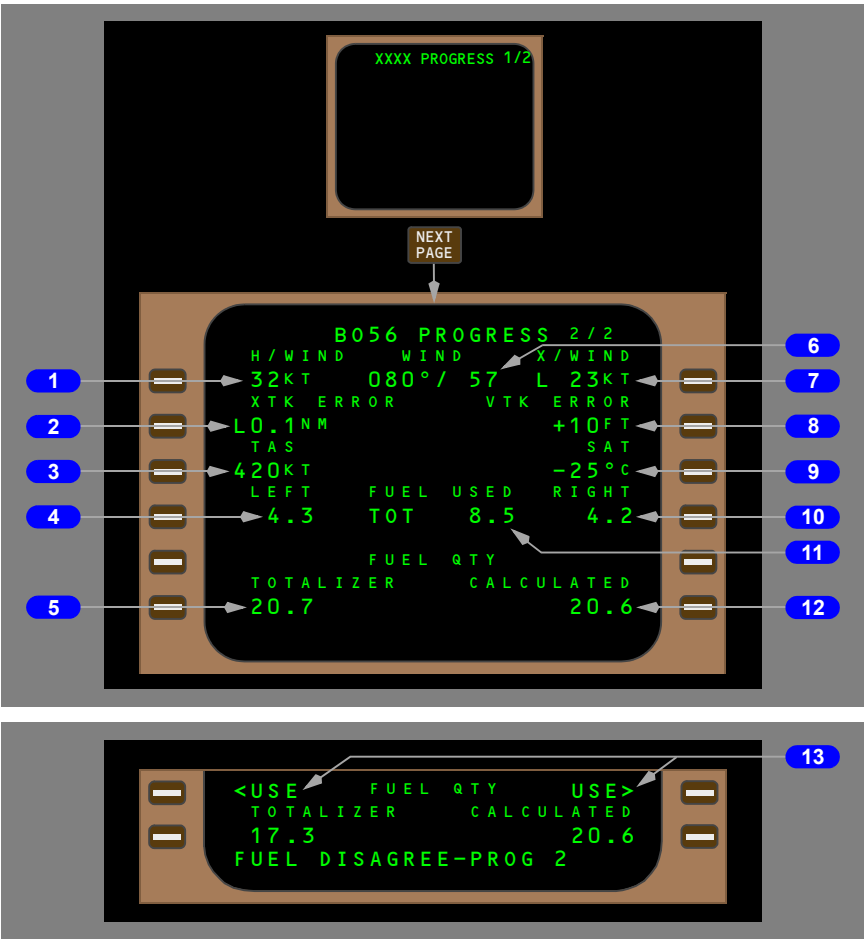 XXXX PROGRESS 1/2
NEXT
PAGE
BO56 PROGRESS 2/2
H/WIND WIND X/WIND
6
1 32KT 080°/ 57 L 23KT 7
XTK ERROR VTK ERROR
2 L0.1NM +10FT 8
TAS SAT
3 420KT -25°C 9
LEFT FUEL USED RIGHT
4 4.3 TOT 8.5 4.2 10
11
FUEL QTY
TOTALIZER CALCULATED
5 20.7 20.6 12
13
<USE FUEL QTY USE>
TOTALIZER CALCULATED
17.3 20.6
FUEL DISAGREE-PROG 2